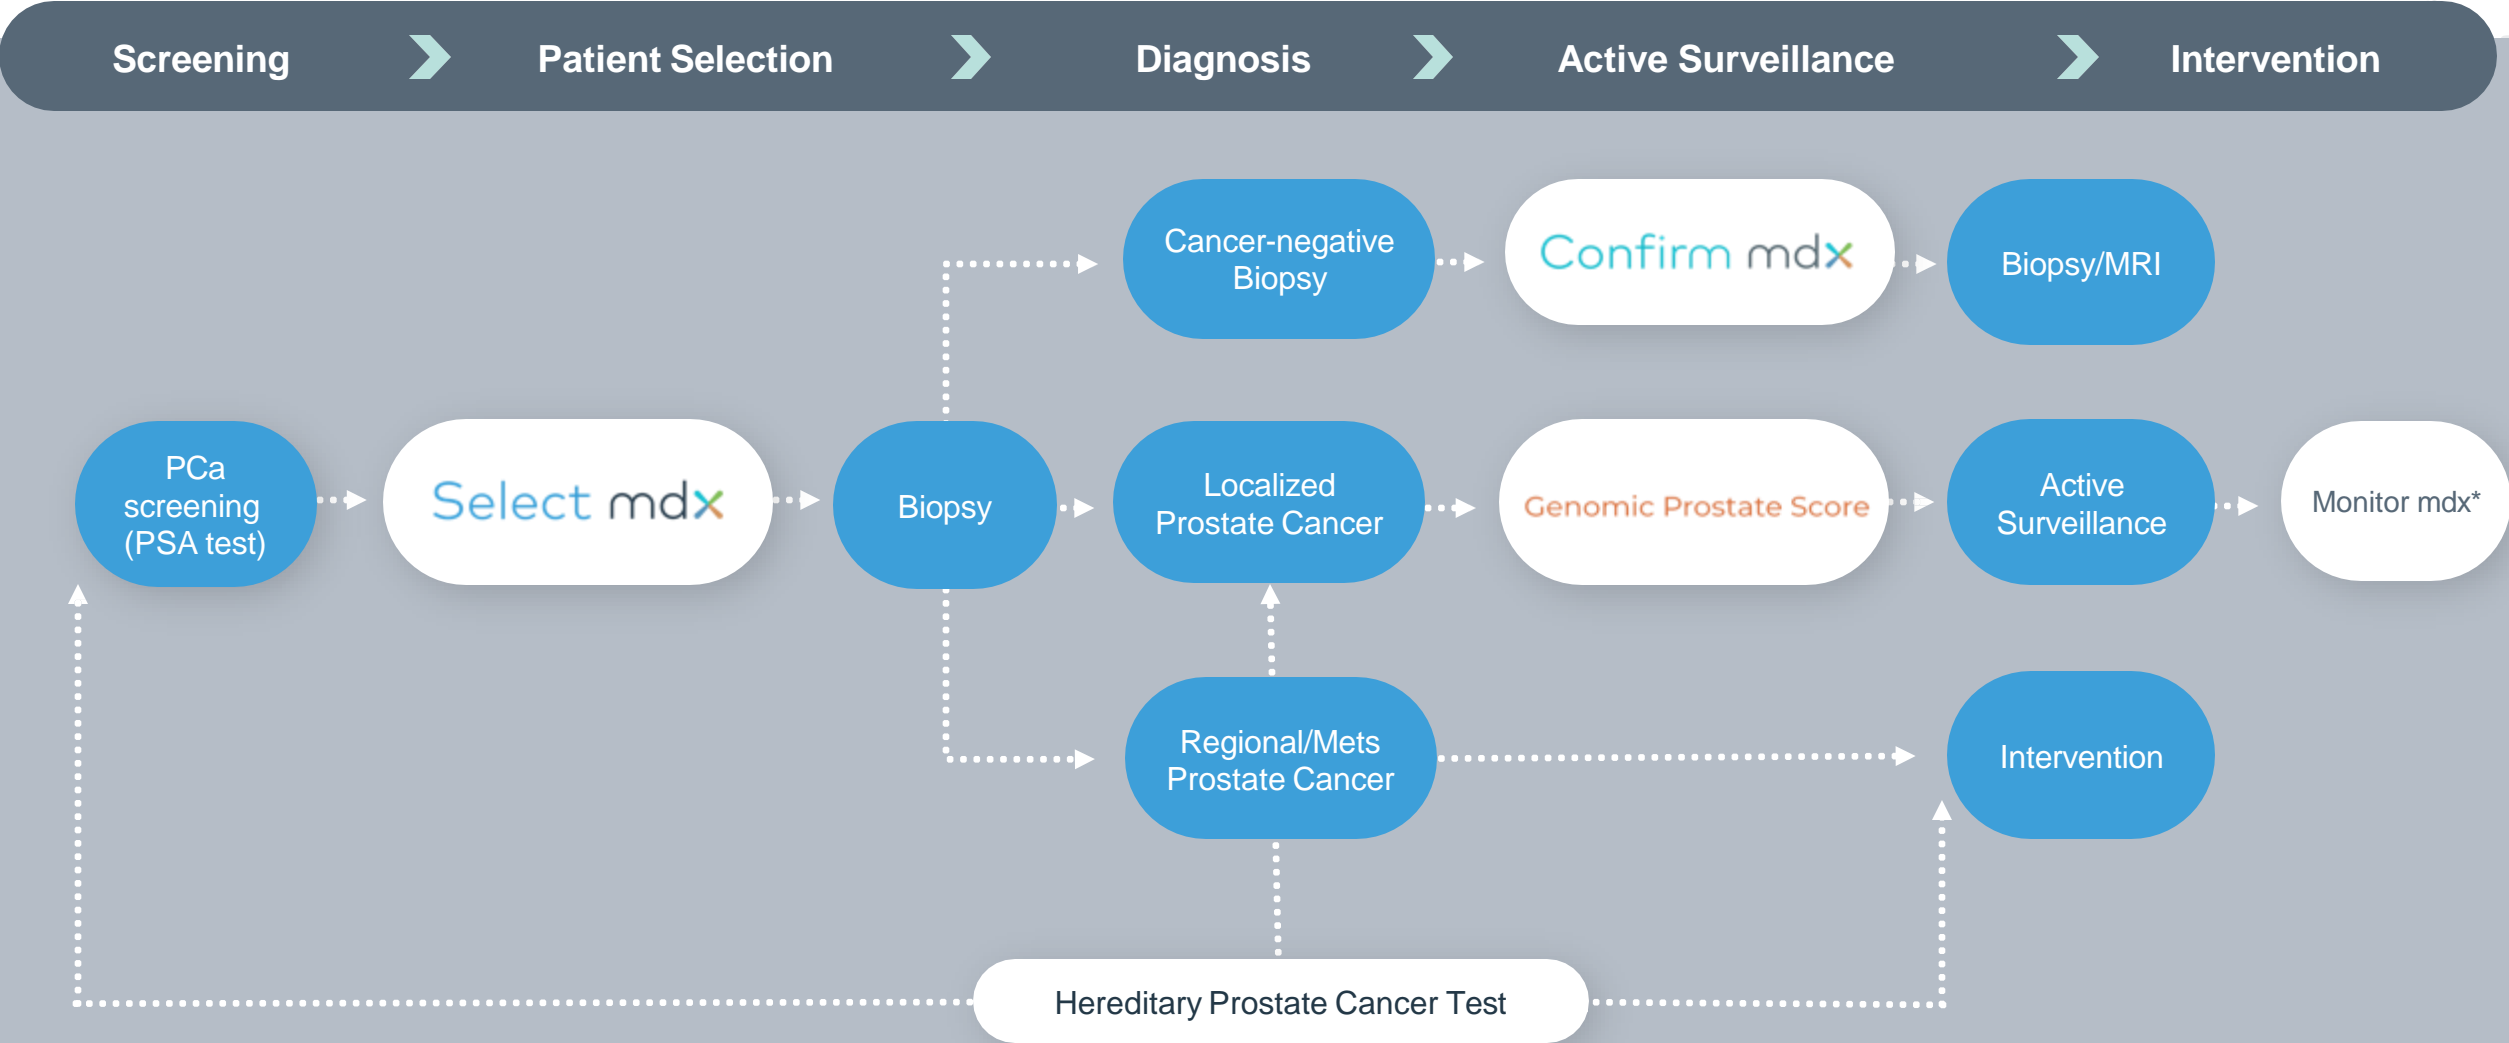 Screening
Patient Selection
Diagnosis
Active Surveillance
Intervention
Cancer-negative
Biopsy
Confirm mdx
Biopsy/MRI
PCa
screening
(PSA test)
Select mdx
Biopsy
Localized
Prostate Cancer
Genomic Prostate Score
Active
Surveillance
Monitor mdx*
Regional/Mets
Prostate Cancer
Intervention
Hereditary Prostate Cancer Test